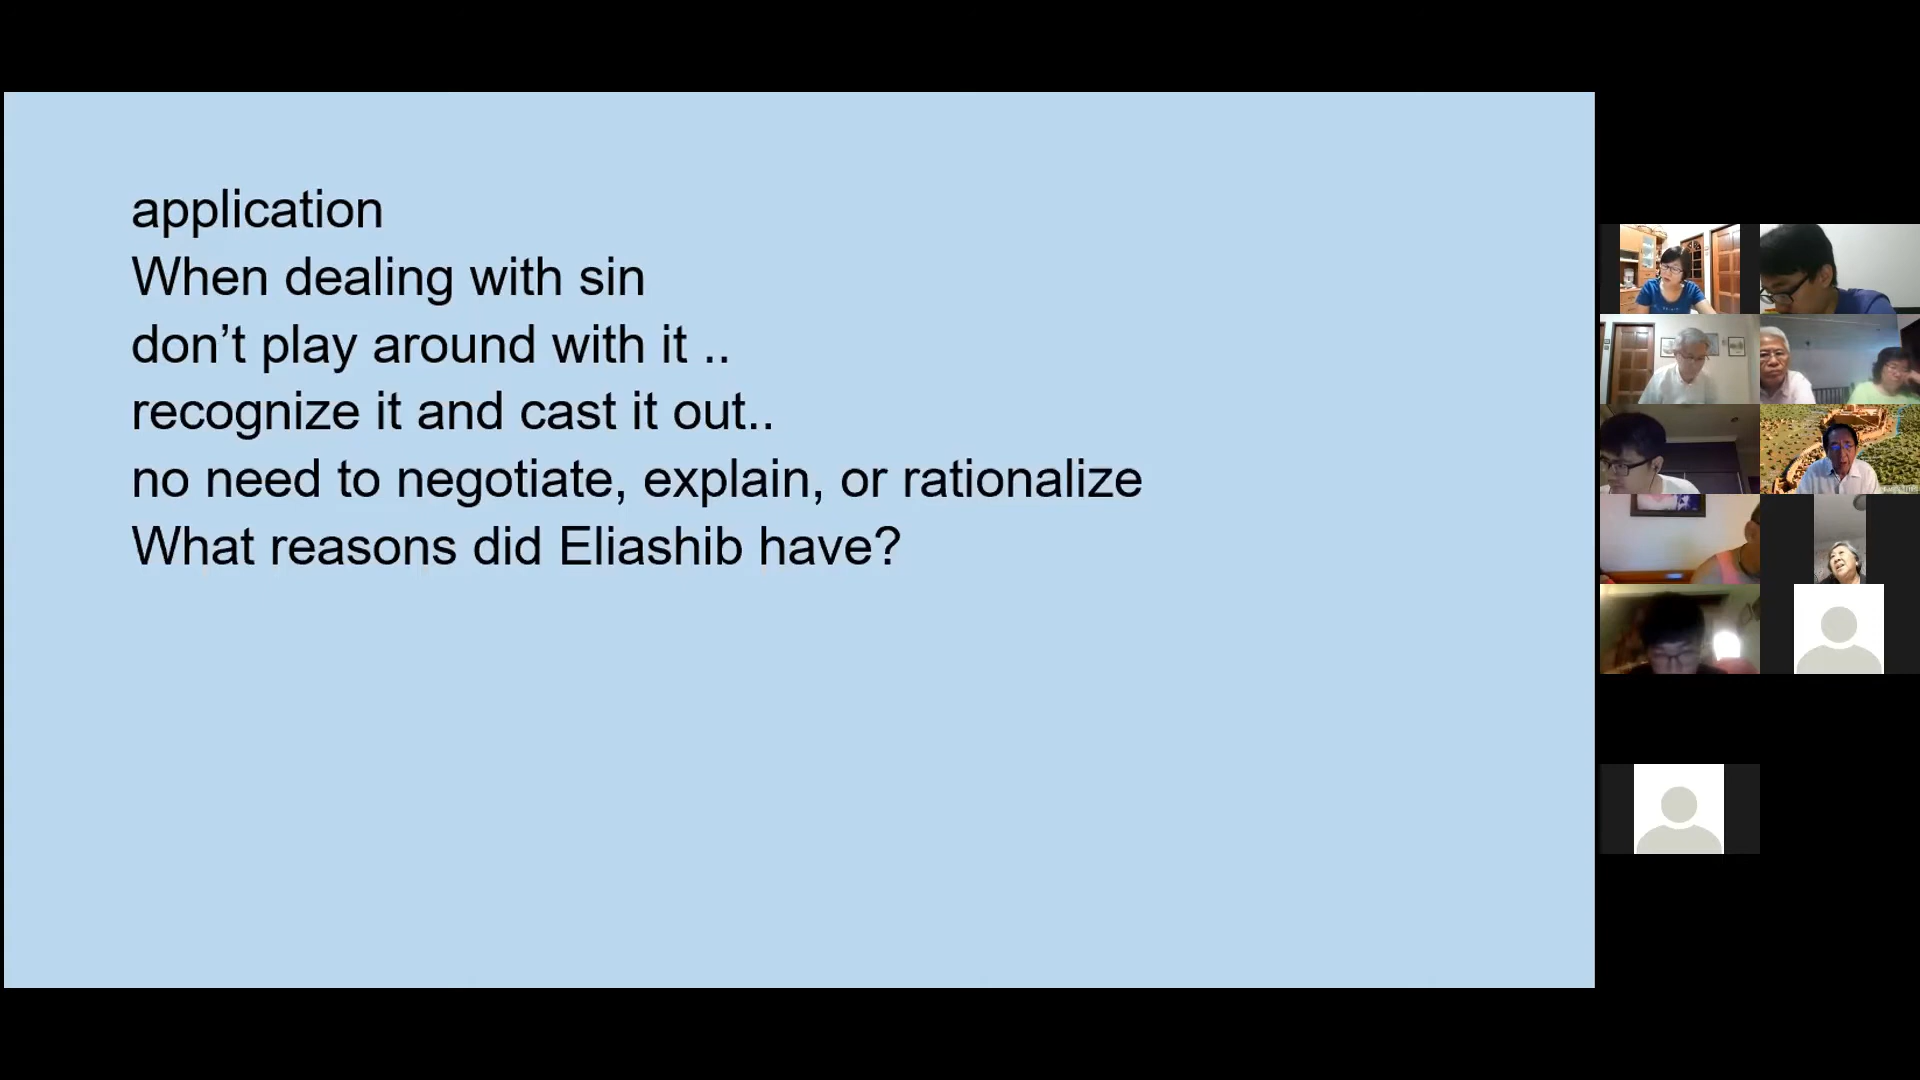 application
When dealing with sin
don’t play around with it ..
recognize it and cast it out..
no need to negotiate, explain, or rationalize
What reasons did Eliashib have?